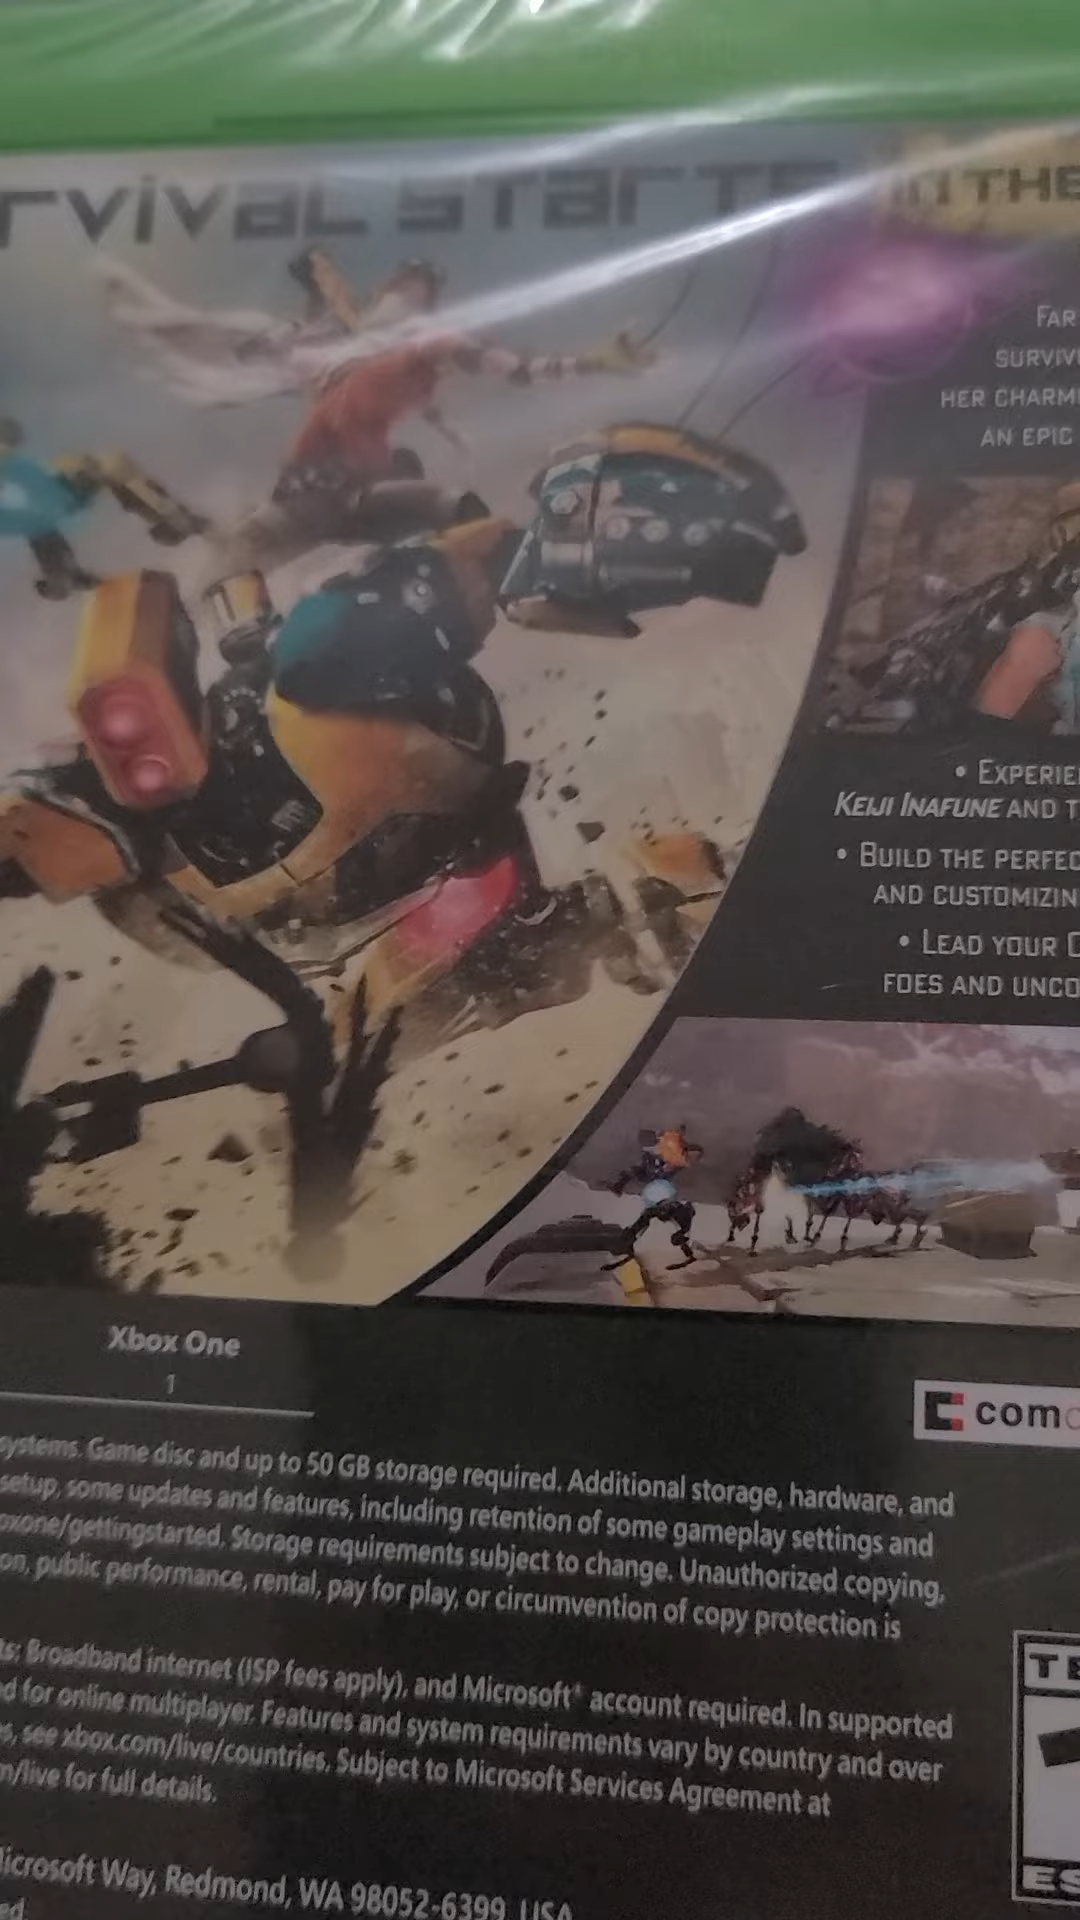 rvival starts in the
Far
surviv
her charm
an epic
• Experie
Keiji Inafune and t
• Build the perfec
and customizin
• Lead your c
foes and unco
Xbox One
1
com
systems. Game disc and up to 50 GB storage required. Additional storage, hardware, and
setup, some updates and features, including retention of some gameplay settings and
oxone/gettingstarted. Storage requirements subject to change. Unauthorized copying,
on, public performance, rental, pay for play, or circumvention of copy protection is
ts: Broadband internet (ISP fees apply), and Microsoft® account required. In supported
d for online multiplayer. Features and system requirements vary by country and over
s, see xbox.com/live/countries. Subject to Microsoft Services Agreement at
m/live for full details.
TE
icrosoft Way, Redmond, WA 98052-6399, USA
ES
ed.